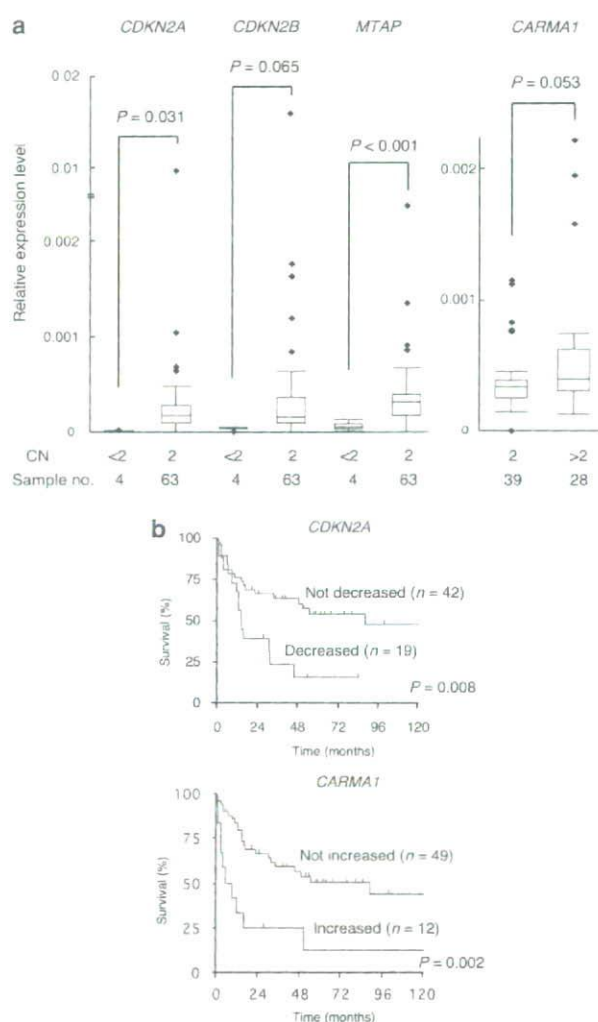 a
CDKN2A CDKN2B MTAP CARMA1
P = 0.065
P = 0.053
P = 0.031
P < 0.001
Relative expression level
0.02
0.01
0.002
0.001
0
0.002
0.001
0
CN <2 2 <2 2 <2 2 2 >2
Sample no. 4 63 4 63 4 63 39 28
b
CDKN2A
Survival (%)
100
75
50
25
0
Not decreased (n = 42)
Decreased (n = 19)
P = 0.008
0 24 48 72 96 120
Time (months)
CARMA1
Survival (%)
100
75
50
25
0
Not increased (n = 49)
Increased (n = 12)
P = 0.002
0 24 48 72 96 120
Time (months)